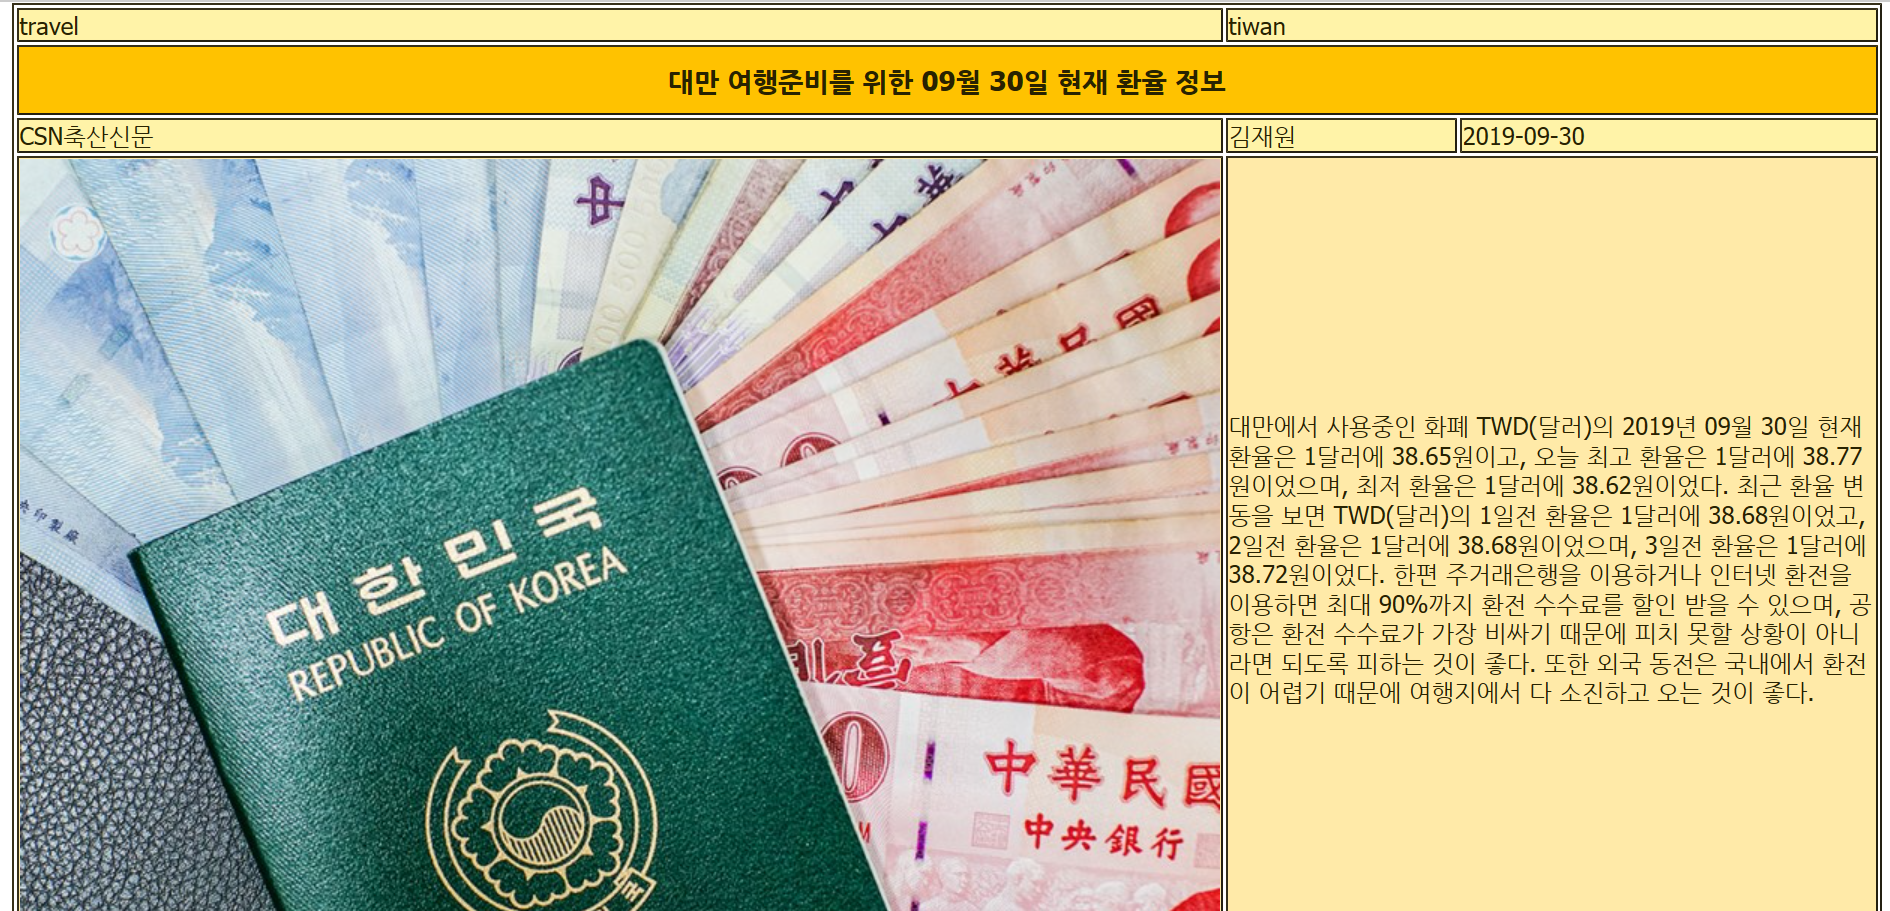 travel
tiwan
대만 여행준비를 위한 09월 30일 현재 환율 정보
CSN축산신문
김재원
2019-09-30
中
華
대한민국
REPUBLIC OF KOREA
中華民國
中央銀行
대만에서 사용중인 화폐 TWD(달러)의 2019년 09월 30일 현재
환율은 1달러에 38.65원이고, 오늘 최고 환율은 1달러에 38.77
원이었으며, 최저 환율은 1달러에 38.62원이었다. 최근 환율 변
동을 보면 TWD(달러)의 1일전 환율은 1달러에 38.68원이었고,
2일전 환율은 1달러에 38.68원이었으며, 3일전 환율은 1달러에
38.72원이었다. 한편 주거래은행을 이용하거나 인터넷 환전을
이용하면 최대 90%까지 환전 수수료를 할인 받을 수 있으며, 공
항은 환전 수수료가 가장 비싸기 때문에 피치 못할 상황이 아니
라면 되도록 피하는 것이 좋다. 또한 외국 동전은 국내에서 환전
이 어렵기 때문에 여행지에서 다 소진하고 오는 것이 좋다.